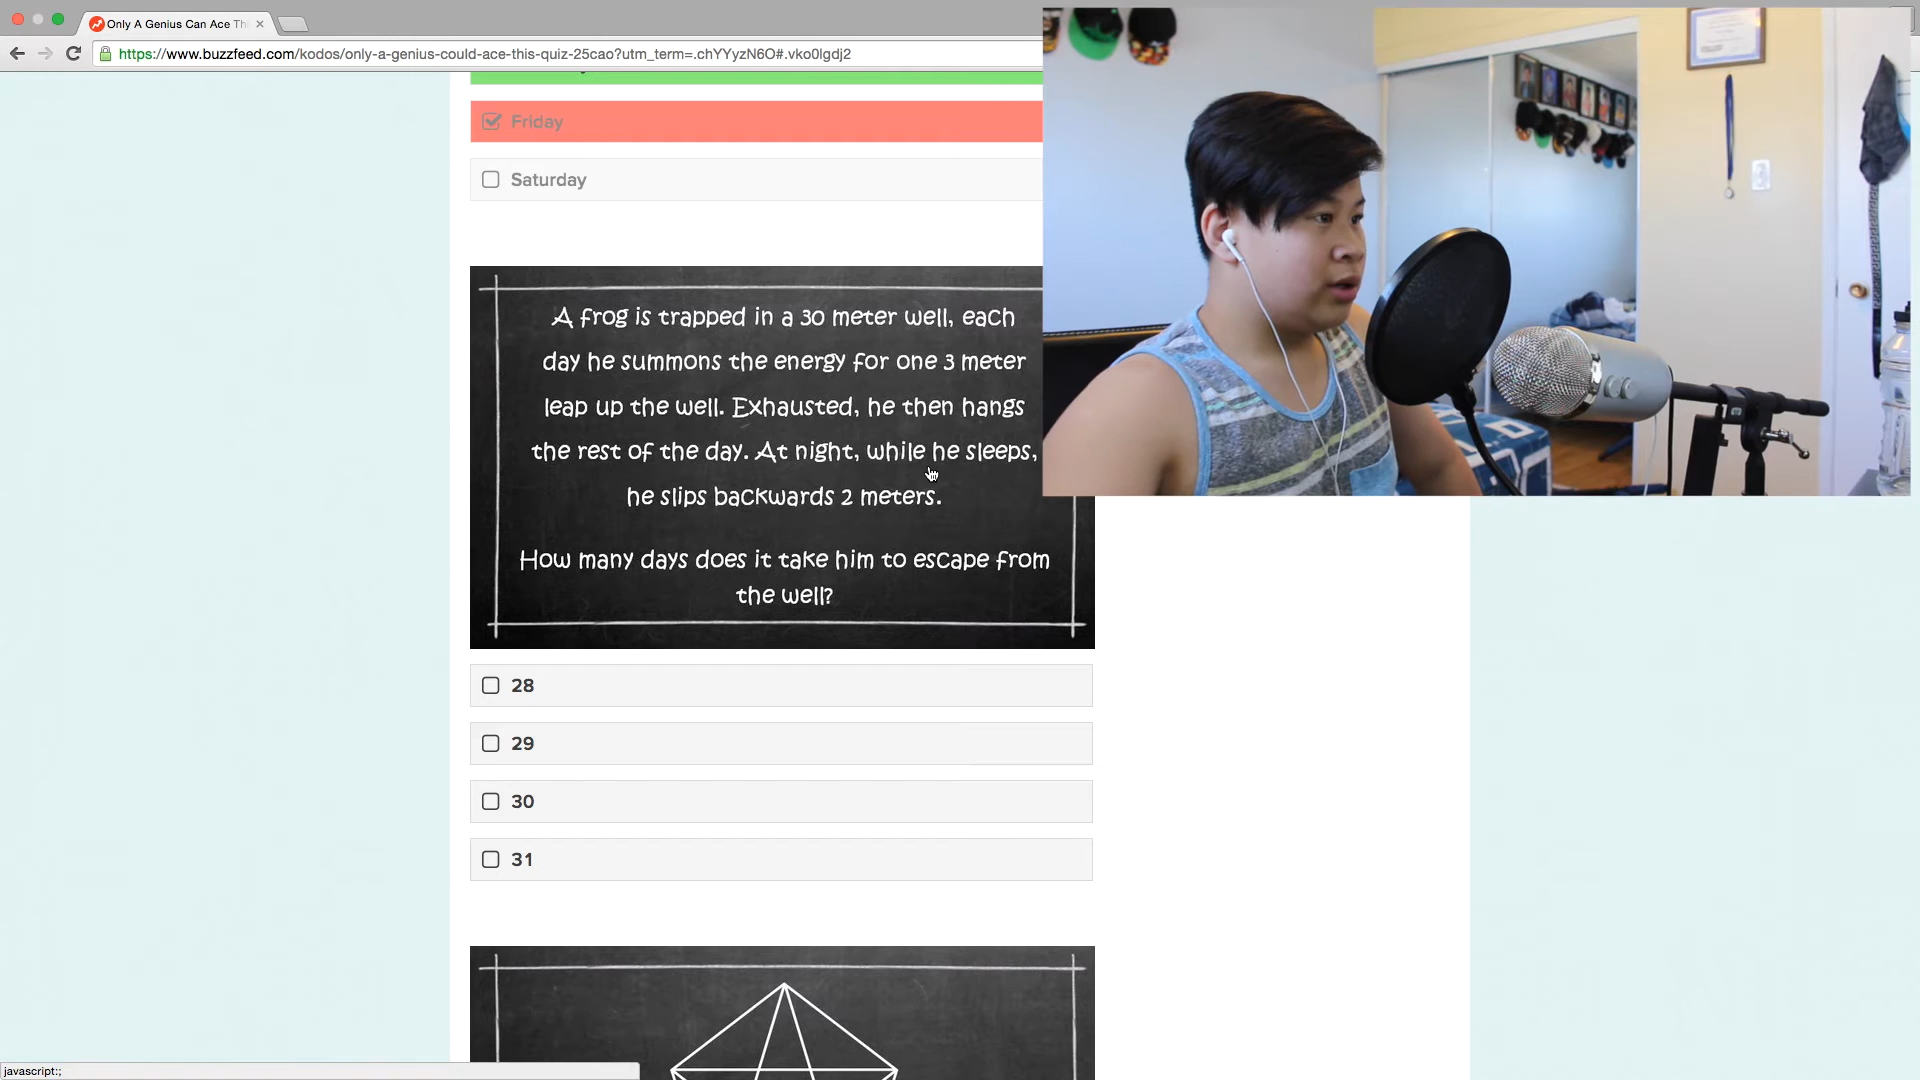 Only A Genius Can Ace Thi
https://www.buzzfeed.com/kodos/only-a-genius-could-ace-this-quiz-25cao?utm_term=.chYYyzN6O#.vko0lgdj2
Friday
Saturday
A frog is trapped in a 30 meter well, each
day he summons the energy for one 3 meter
leap up the well. Exhausted, he then hangs
the rest of the day. At night, while he sleeps,
he slips backwards 2 meters.
How many days does it take him to escape from
the well?
28
29
30
31
javascript:;